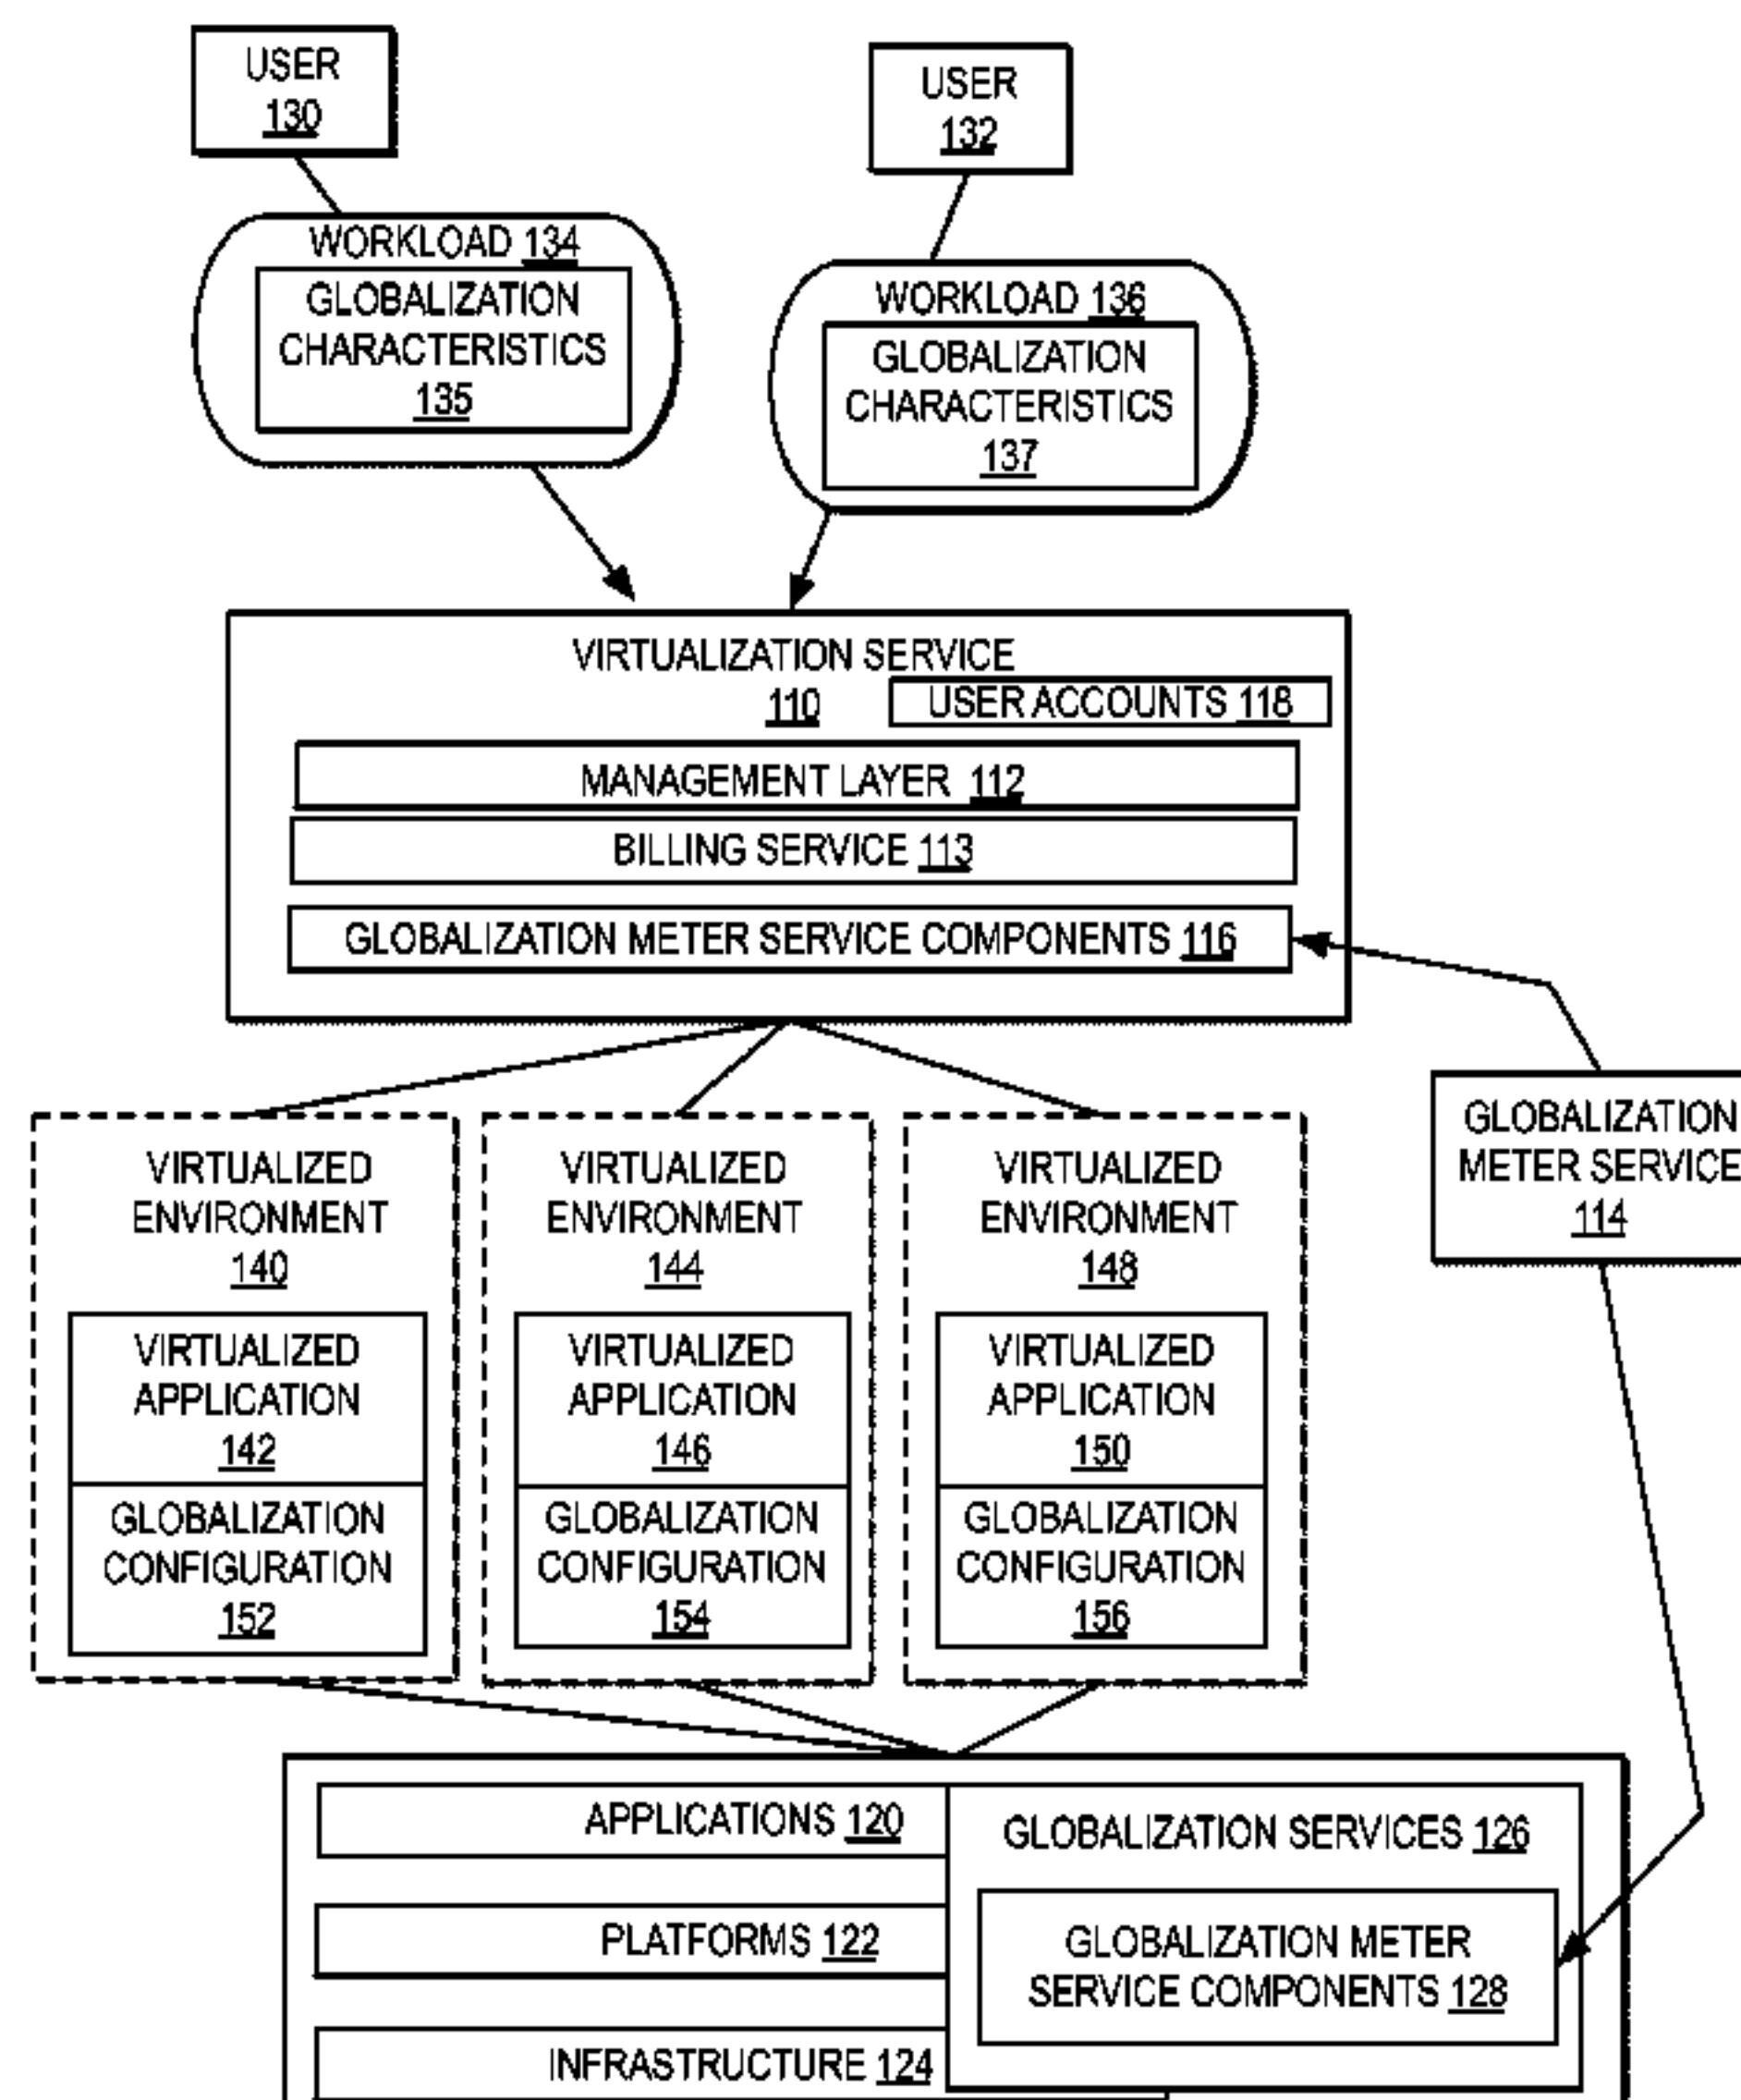 USER
130
USER
132
WORKLOAD 134
GLOBALIZATION
CHARACTERISTICS
135
WORKLOAD 136
GLOBALIZATION
CHARACTERISTICS
137
VIRTUALIZATION SERVICE
110
USER ACCOUNTS 118
MANAGEMENT LAYER 112
BILLING SERVICE 113
GLOBALIZATION METER SERVICE COMPONENTS 116
GLOBALIZATION
METER SERVICE
114
VIRTUALIZED
ENVIRONMENT
140
VIRTUALIZED
APPLICATION
142
GLOBALIZATION
CONFIGURATION
152
VIRTUALIZED
ENVIRONMENT
144
VIRTUALIZED
APPLICATION
146
GLOBALIZATION
CONFIGURATION
154
VIRTUALIZED
ENVIRONMENT
148
VIRTUALIZED
APPLICATION
150
GLOBALIZATION
CONFIGURATION
156
APPLICATIONS 120
PLATFORMS 122
INFRASTRUCTURE 124
GLOBALIZATION SERVICES 126
GLOBALIZATION METER
SERVICE COMPONENTS 128